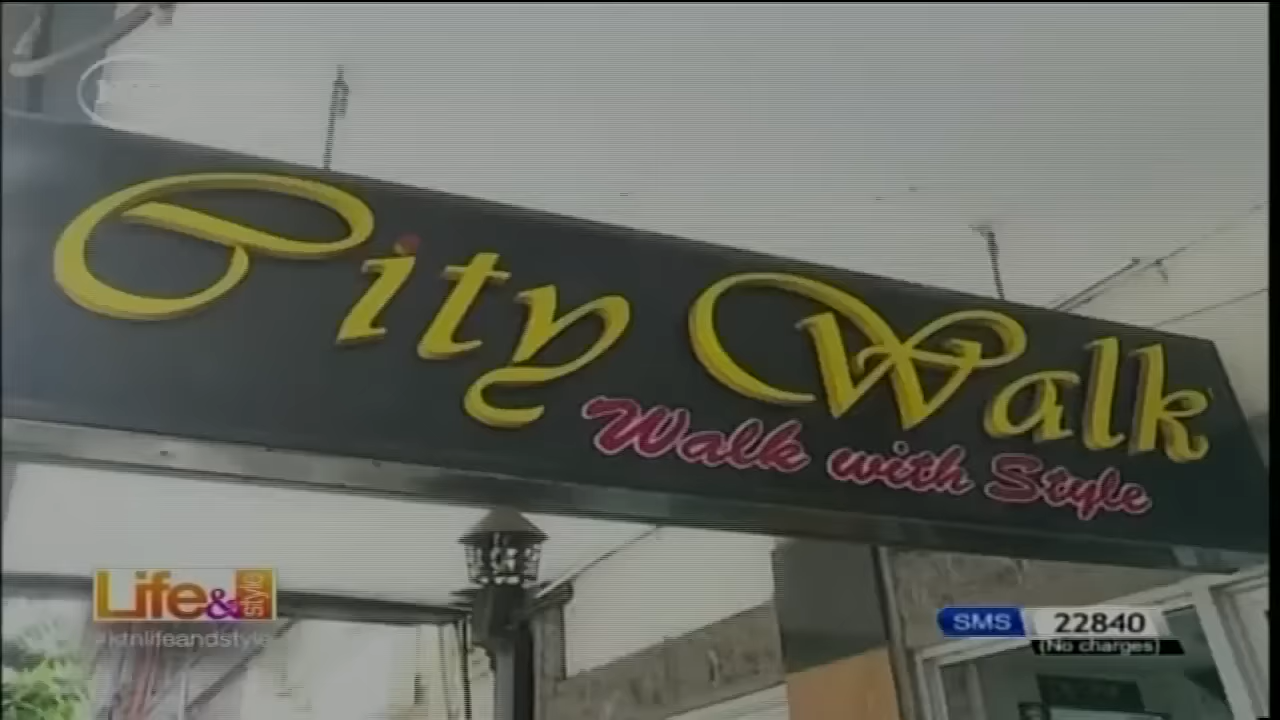 City Walk
Walk with Style
Life& style
#ktnlifeandstyle
SMS 22840
(No charges)